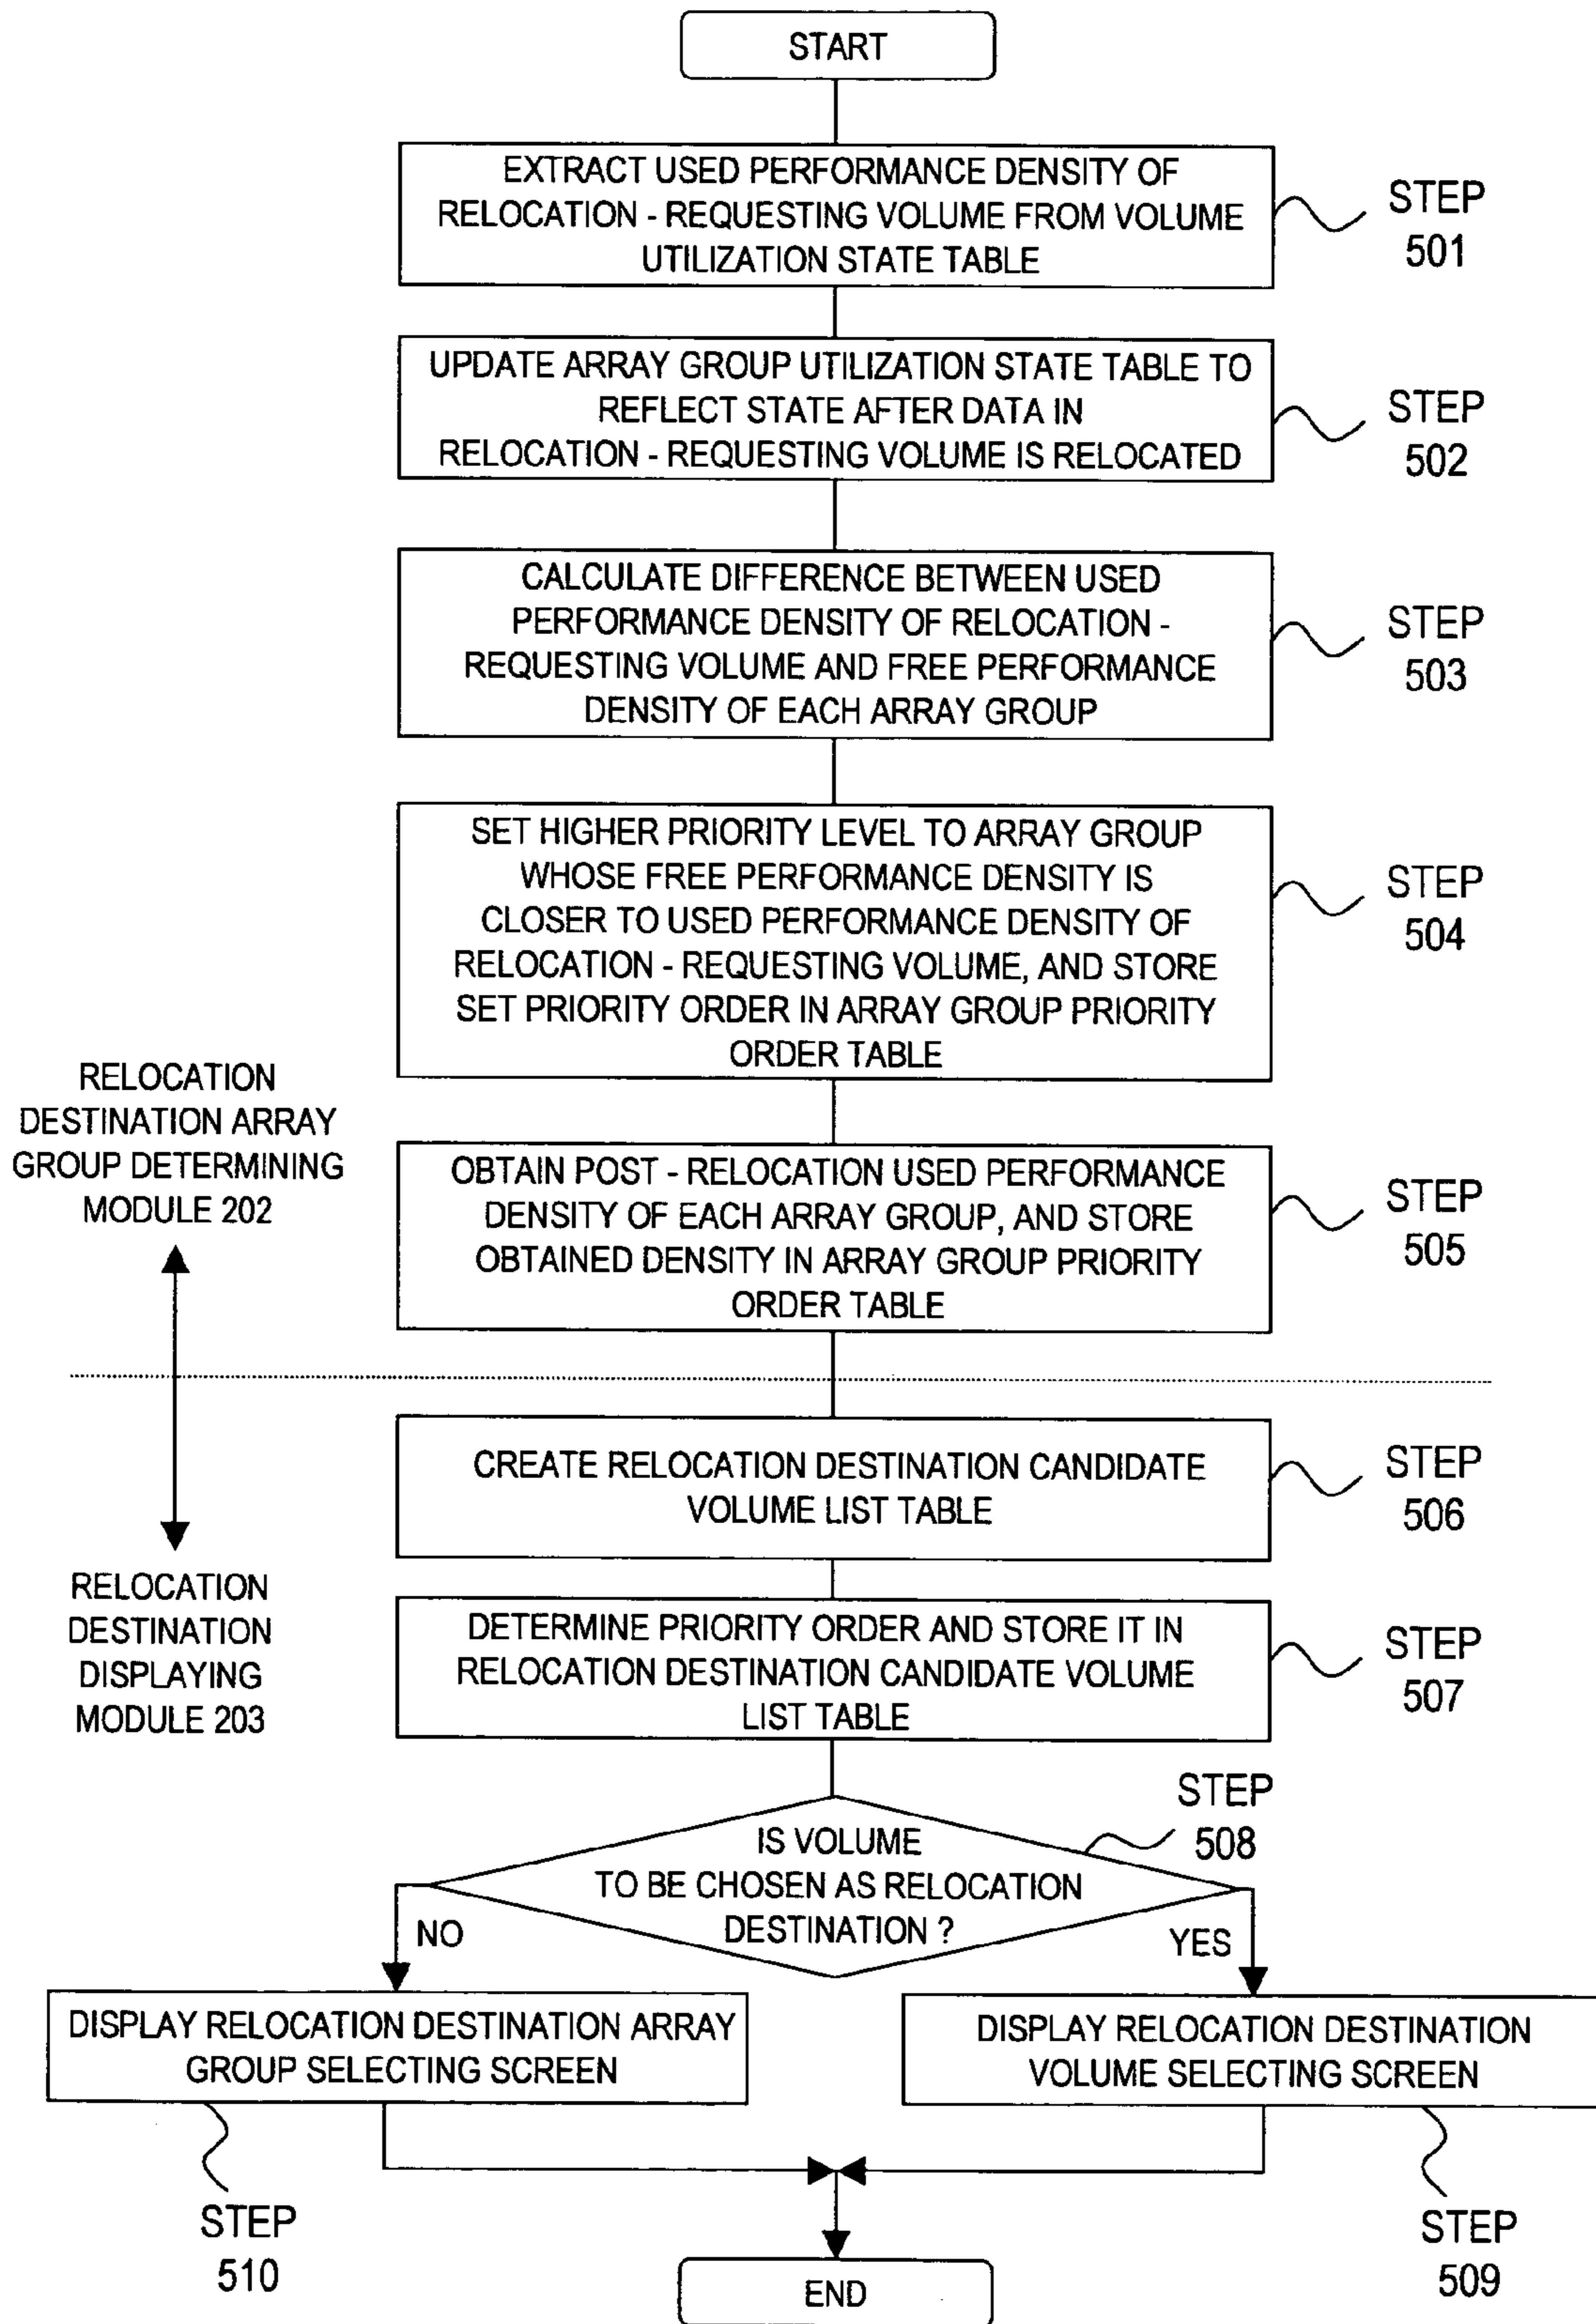 START
EXTRACT USED PERFORMANCE DENSITY OF
RELOCATION - REQUESTING VOLUME FROM VOLUME
UTILIZATION STATE TABLE
STEP
501
UPDATE ARRAY GROUP UTILIZATION STATE TABLE TO
REFLECT STATE AFTER DATA IN
RELOCATION - REQUESTING VOLUME IS RELOCATED
STEP
502
CALCULATE DIFFERENCE BETWEEN USED
PERFORMANCE DENSITY OF RELOCATION -
REQUESTING VOLUME AND FREE PERFORMANCE
DENSITY OF EACH ARRAY GROUP
STEP
503
SET HIGHER PRIORITY LEVEL TO ARRAY GROUP
WHOSE FREE PERFORMANCE DENSITY IS
CLOSER TO USED PERFORMANCE DENSITY OF
RELOCATION - REQUESTING VOLUME, AND STORE
SET PRIORITY ORDER IN ARRAY GROUP PRIORITY
ORDER TABLE
STEP
504
RELOCATION
DESTINATION ARRAY
GROUP DETERMINING
MODULE 202
OBTAIN POST - RELOCATION USED PERFORMANCE
DENSITY OF EACH ARRAY GROUP, AND STORE
OBTAINED DENSITY IN ARRAY GROUP PRIORITY
ORDER TABLE
STEP
505
CREATE RELOCATION DESTINATION CANDIDATE
VOLUME LIST TABLE
STEP
506
RELOCATION
DESTINATION
DISPLAYING
MODULE 203
DETERMINE PRIORITY ORDER AND STORE IT IN
RELOCATION DESTINATION CANDIDATE VOLUME
LIST TABLE
STEP
507
IS VOLUME
TO BE CHOSEN AS RELOCATION
DESTINATION ?
STEP
508
NO
YES
DISPLAY RELOCATION DESTINATION ARRAY
GROUP SELECTING SCREEN
DISPLAY RELOCATION DESTINATION
VOLUME SELECTING SCREEN
STEP
510
STEP
509
END